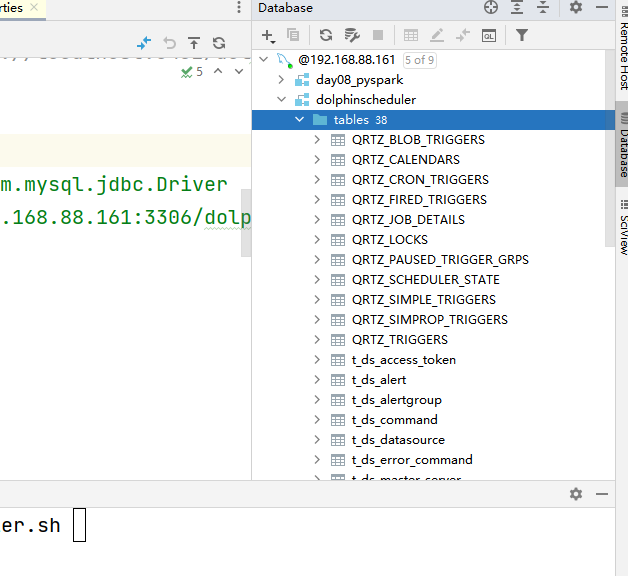 rties
Database
5
@192.168.88.161 5 of 9
day08_pyspark
dolphinscheduler
tables 38
QRTZ_BLOB_TRIGGERS
QRTZ_CALENDARS
QRTZ_CRON_TRIGGERS
m.mysql.jdbc.Driver
QRTZ_FIRED_TRIGGERS
.168.88.161:3306/dolp
QRTZ_JOB_DETAILS
QRTZ_LOCKS
QRTZ_PAUSED_TRIGGER_GRPS
QRTZ_SCHEDULER_STATE
QRTZ_SIMPLE_TRIGGERS
QRTZ_SIMPROP_TRIGGERS
QRTZ_TRIGGERS
t_ds_access_token
t_ds_alert
t_ds_alertgroup
t_ds_command
t_ds_datasource
t_ds_error_command
t_ds_master_server
er.sh
Remote Host
Database
SciView
QL